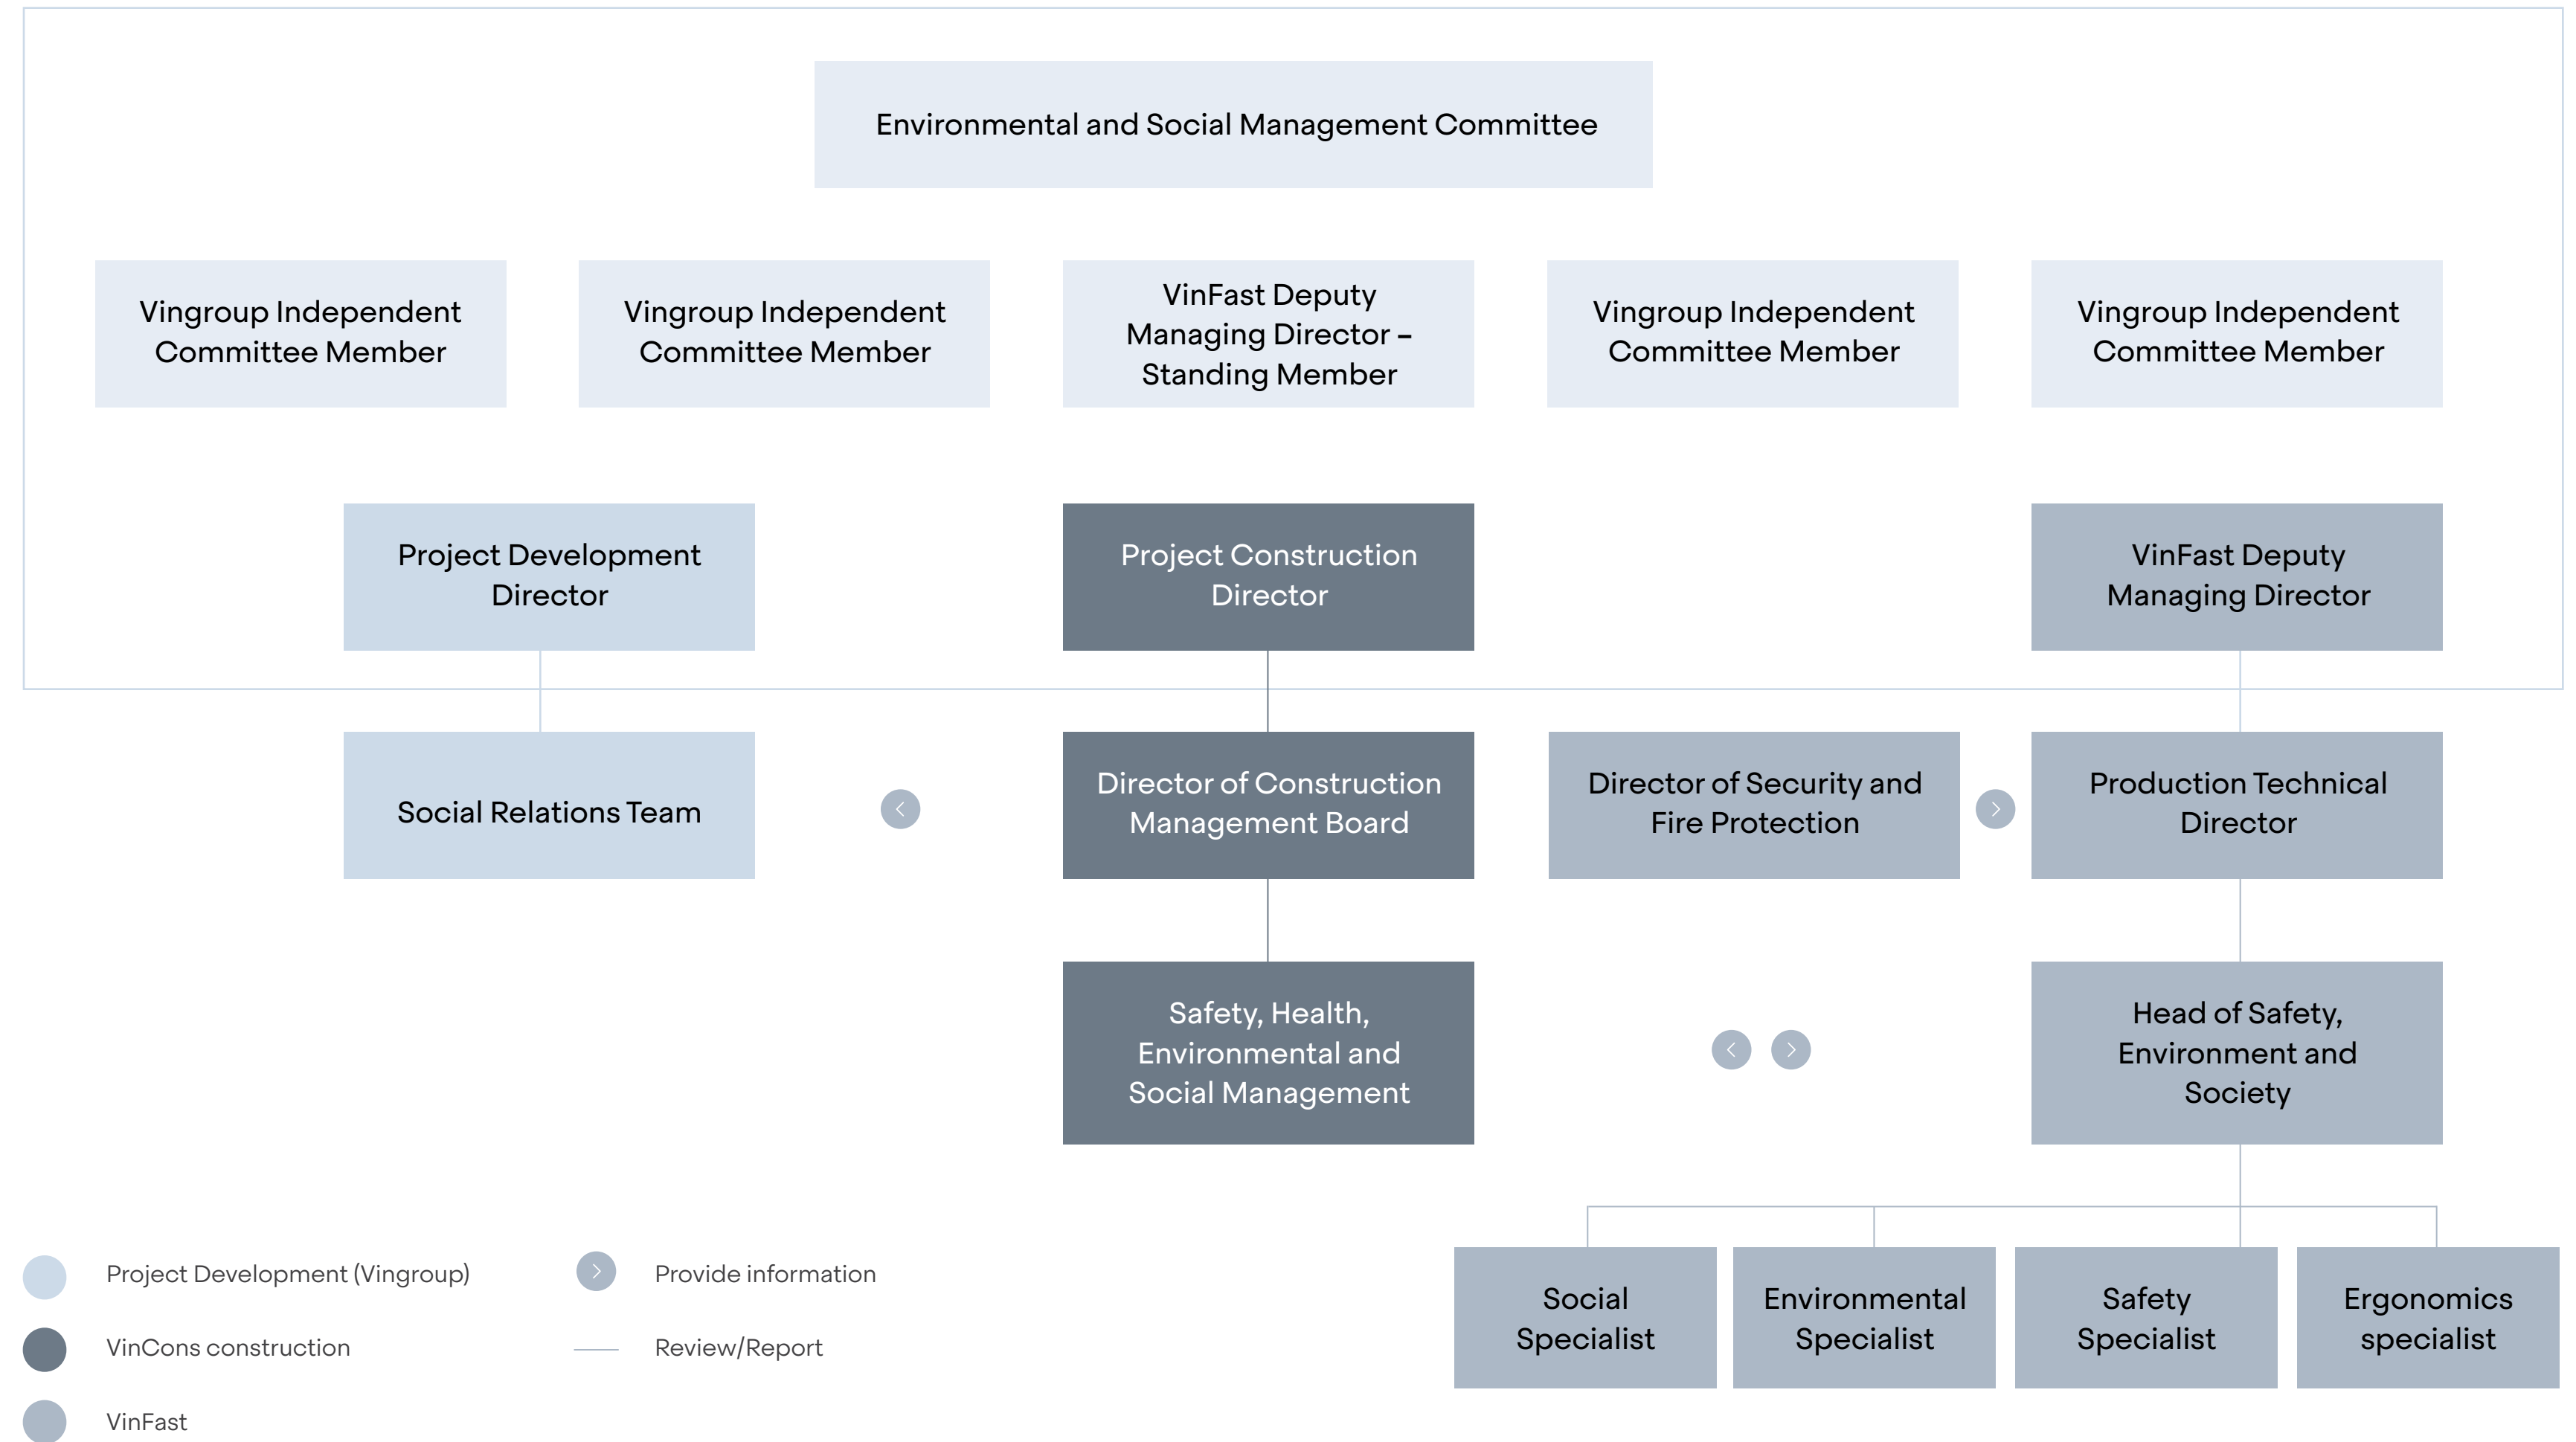 Environmental and Social Management Committee
Vingroup Independent
Committee Member
Vingroup Independent
Committee Member
VinFast Deputy
Managing Director –
Standing Member
Vingroup Independent
Committee Member
Vingroup Independent
Committee Member
Project Development
Director
Project Construction
Director
VinFast Deputy
Managing Director
Social Relations Team
Director of Construction
Management Board
Director of Security and
Fire Protection
Production Technical
Director
Safety, Health,
Environmental and
Social Management
Head of Safety,
Environment and
Society
Social
Specialist
Environmental
Specialist
Safety
Specialist
Ergonomics
specialist
Project Development (Vingroup)
VinCons construction
VinFast
Provide information
Review/Report